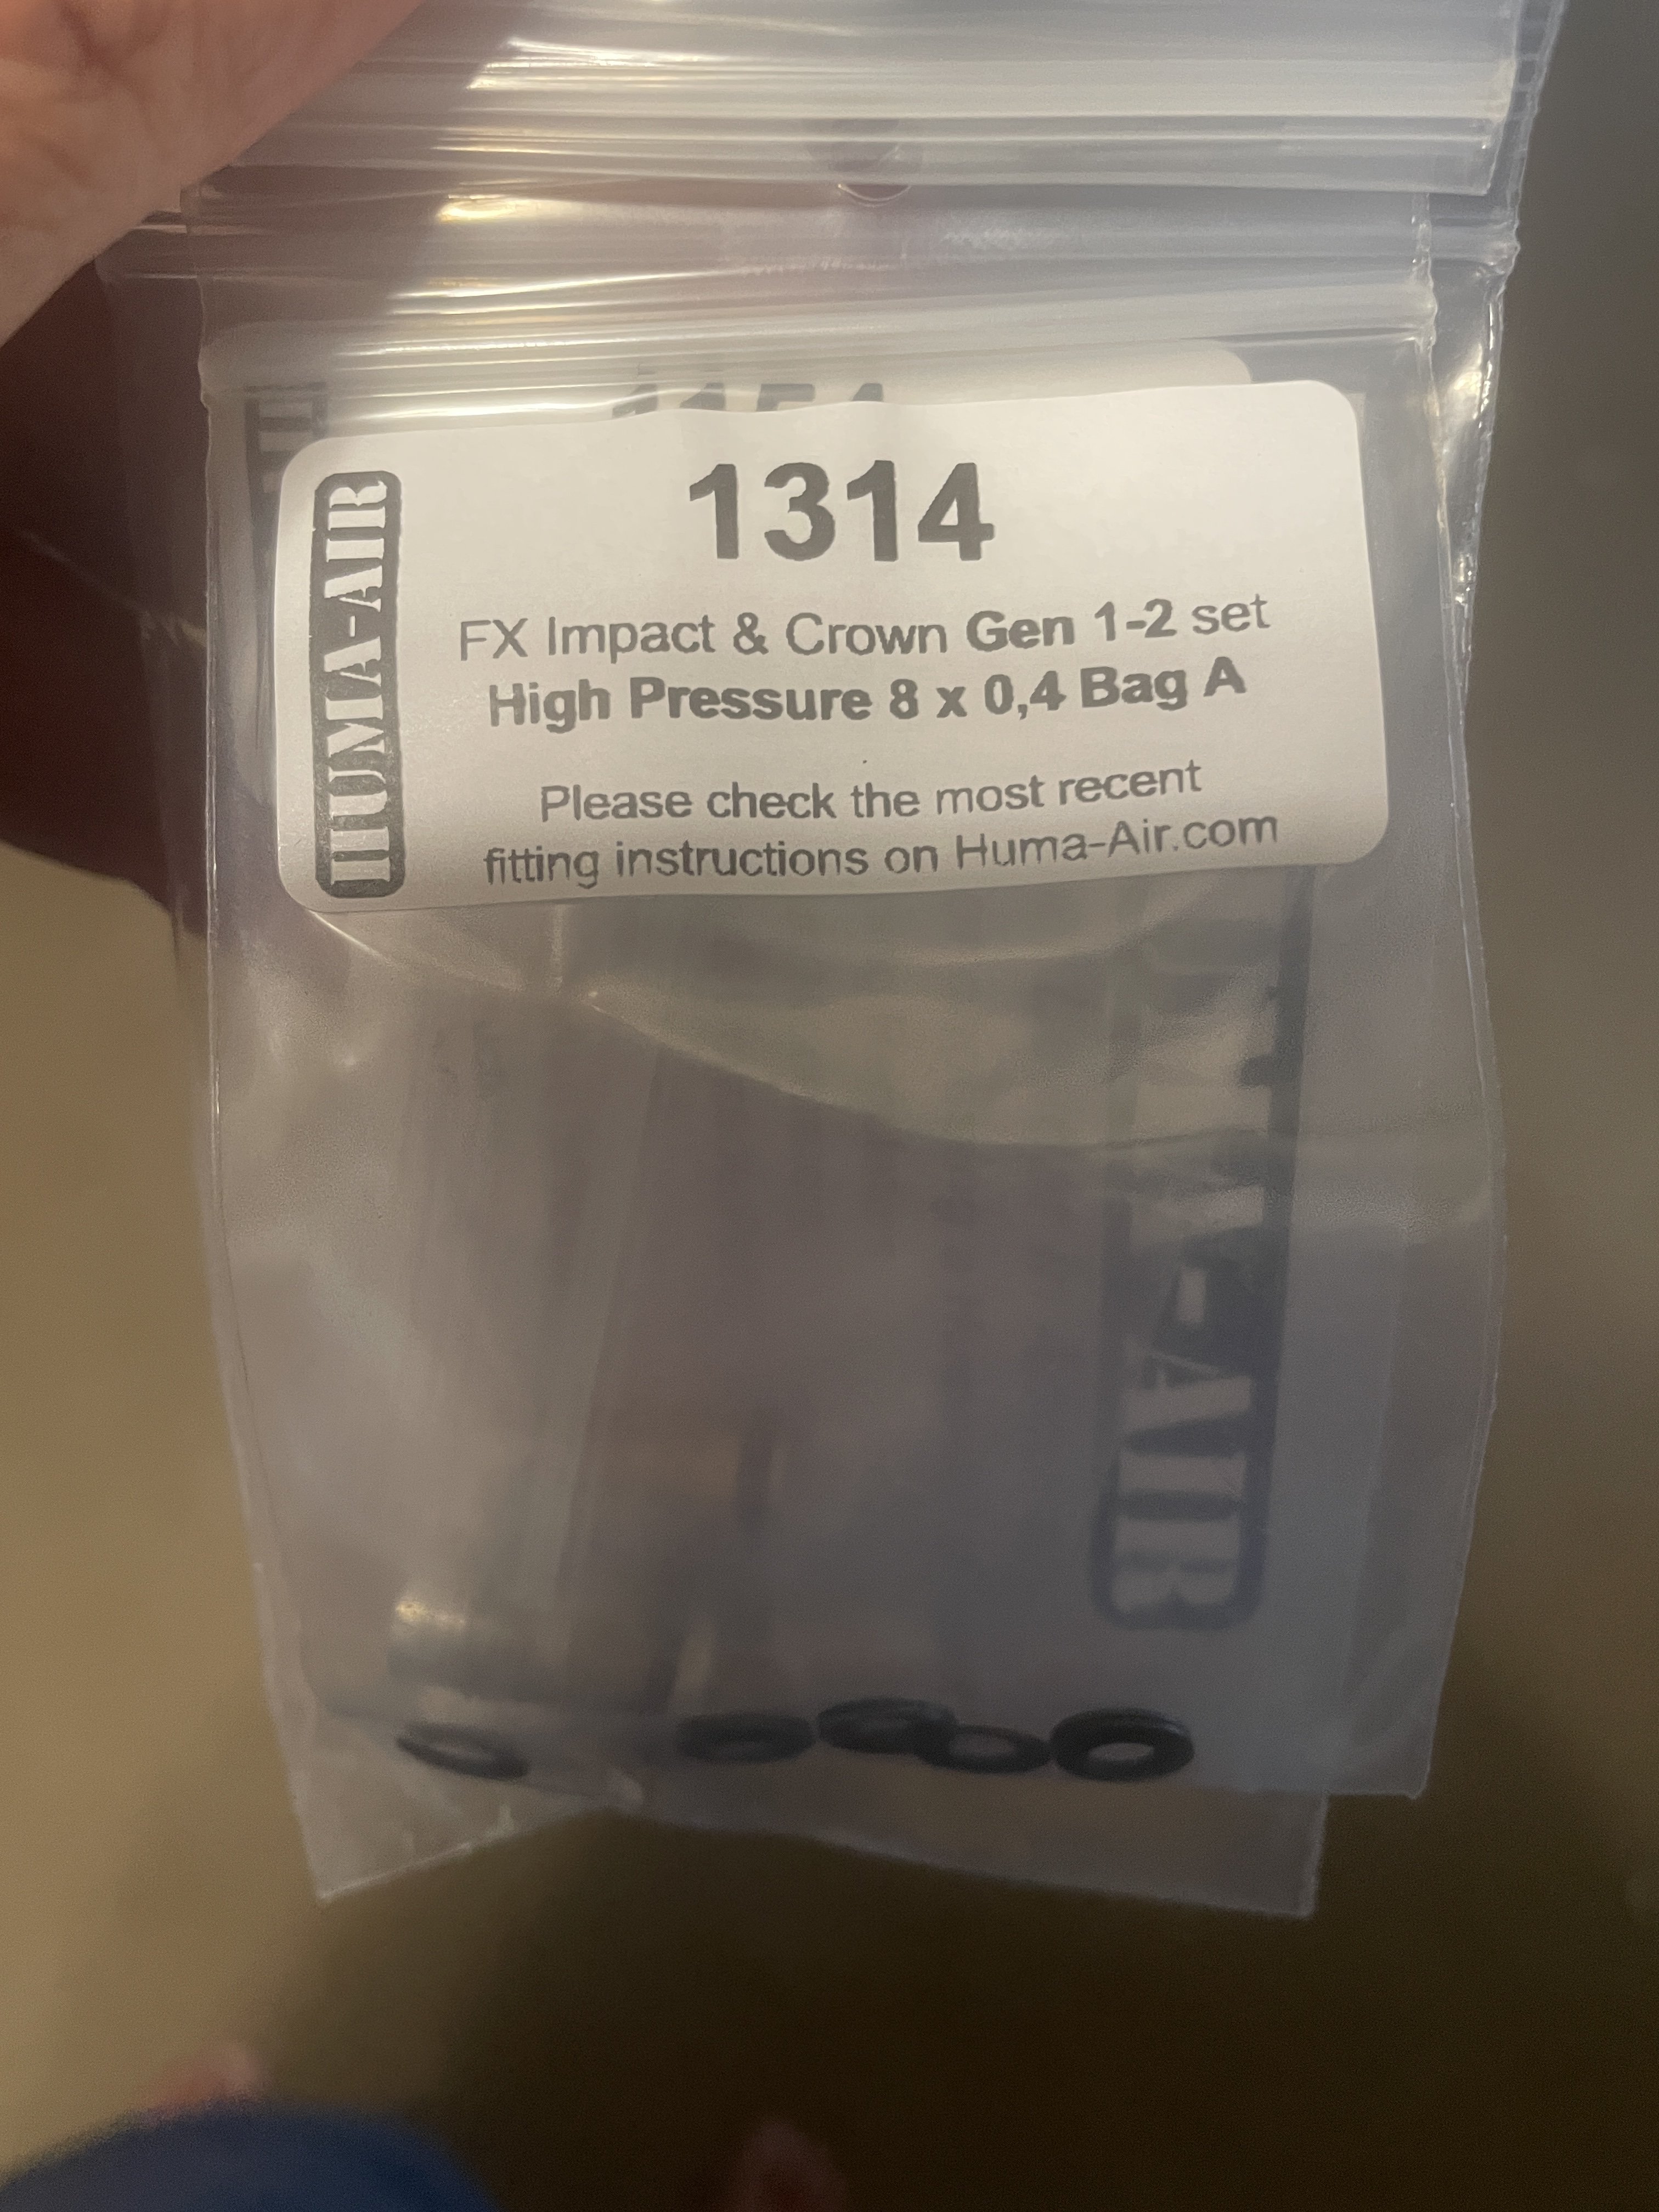 HUMA-AIR
1314
FX Impact & Crown Gen 1-2 set
High Pressure 8 x 0,4 Bag A
Please check the most recent
fitting instructions on Huma-Air.com